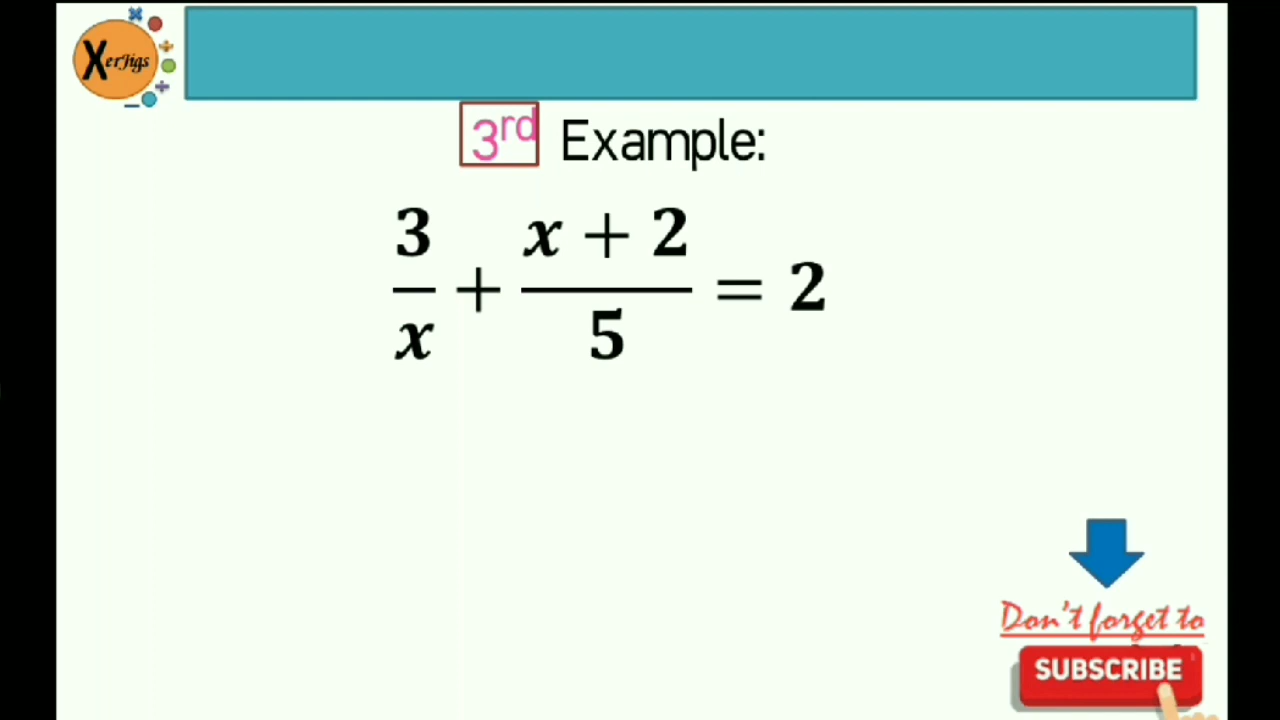 XerJigs
3rd Example:
3/x + (x + 2)/5 = 2
Don't forget to
SUBSCRIBE